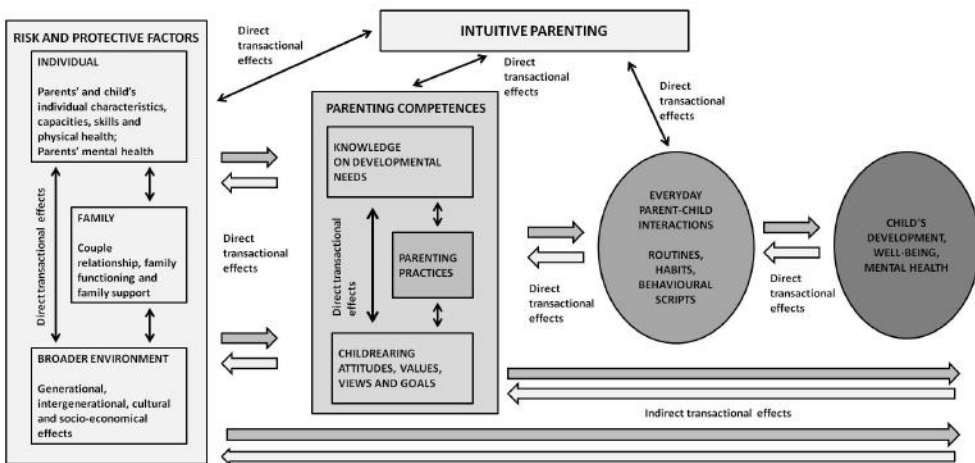 RISK AND PROTECTIVE FACTORS
INDIVIDUAL
Parents' and child's
individual characteristics,
capacities, skills and
physical health;
Parents' mental health
Direct transactional effects
FAMILY
Couple
relationship, family
functioning and
family support
BROADER ENVIRONMENT
Generational,
intergenerational, cultural
and socio-economical
effects
Direct
transactional
effects
INTUITIVE PARENTING
Direct
transactional
effects
Direct
transactional
effects
Direct
transactional
effects
PARENTING COMPETENCES
KNOWLEDGE
ON DEVELOPMENTAL
NEEDS
Direct transactional
effects
PARENTING
PRACTICES
CHILDREARING
ATTITUDES, VALUES,
VIEWS AND GOALS
Direct
transactional
effects
EVERYDAY
PARENT-CHILD
INTERACTIONS
ROUTINES,
HABITS,
BEHAVIOURAL
SCRIPTS
Direct
transactional
effects
CHILD'S
DEVELOPMENT,
WELL-BEING,
MENTAL HEALTH
Indirect transactional effects